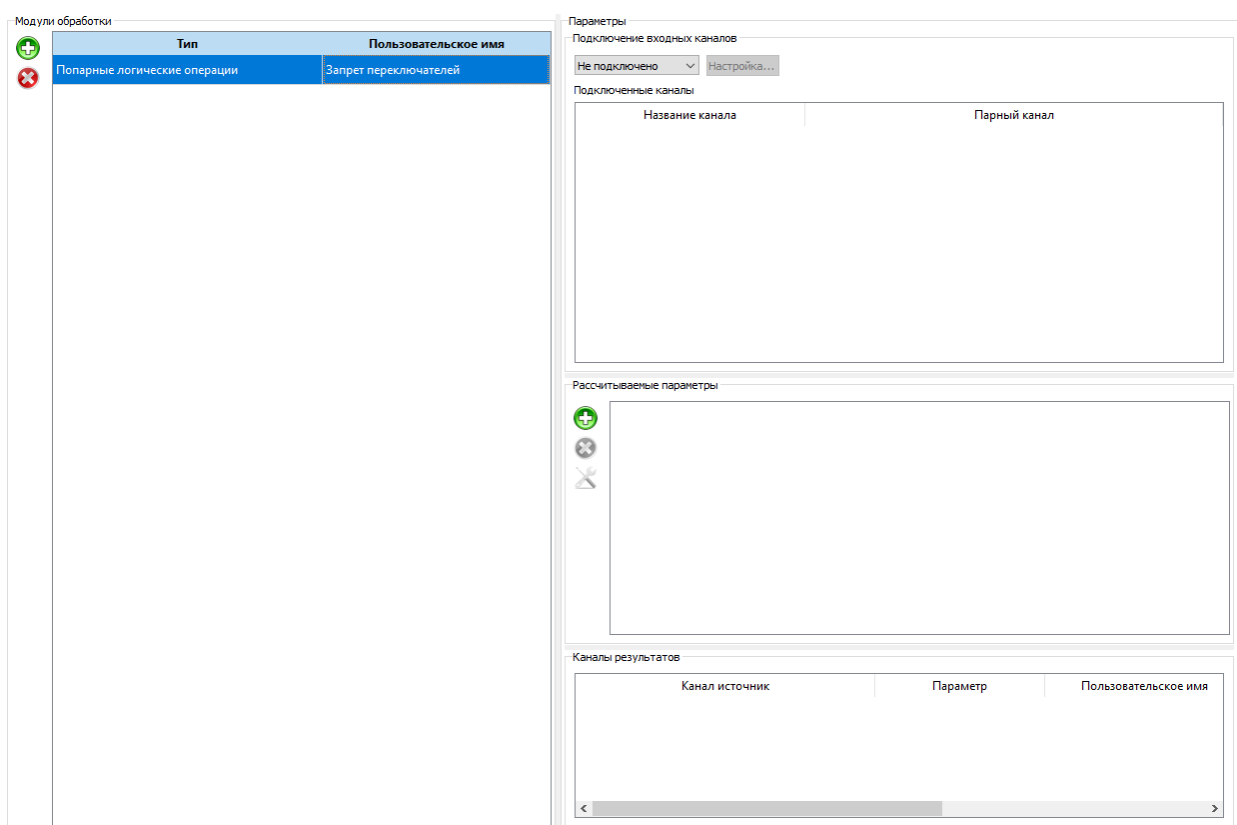 Модули обработки
Тип Пользовательское имя
Попарные логические операции Запрет переключателей
Параметры
Подключение входных каналов
Не подключено Настройка...
Подключенные каналы
Название канала Парный канал
Рассчитываемые параметры
Каналы результатов
Канал источник Параметр Пользовательское имя